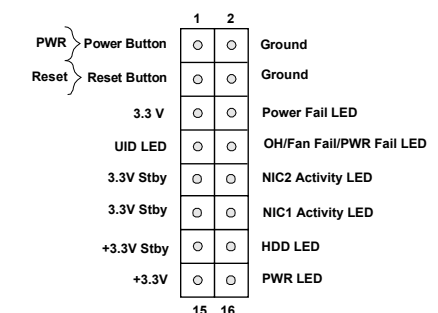 1 2
PWR Power Button Ground
Reset Reset Button Ground
3.3 V Power Fail LED
UID LED OH/Fan Fail/PWR Fail LED
3.3V Stby NIC2 Activity LED
3.3V Stby NIC1 Activity LED
+3.3V Stby HDD LED
+3.3V PWR LED
15 16